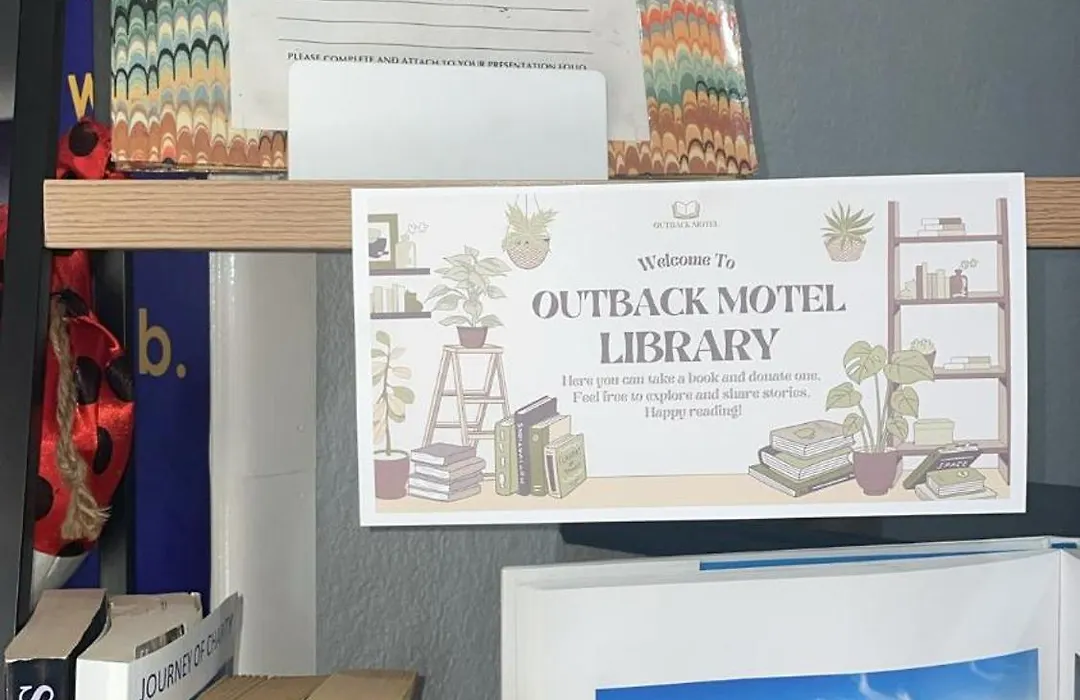 PLEASE COMPLETE AND ATTACH TO YOUR PRESENTATION FOLIO
w
OUTBACK MOTEL
Welcome To
OUTBACK MOTEL
LIBRARY
Here you can take a book and donate one.
Feel free to explore and share stories.
Happy reading!
b.
SPACE
JOURNEY OF CHARITY
S